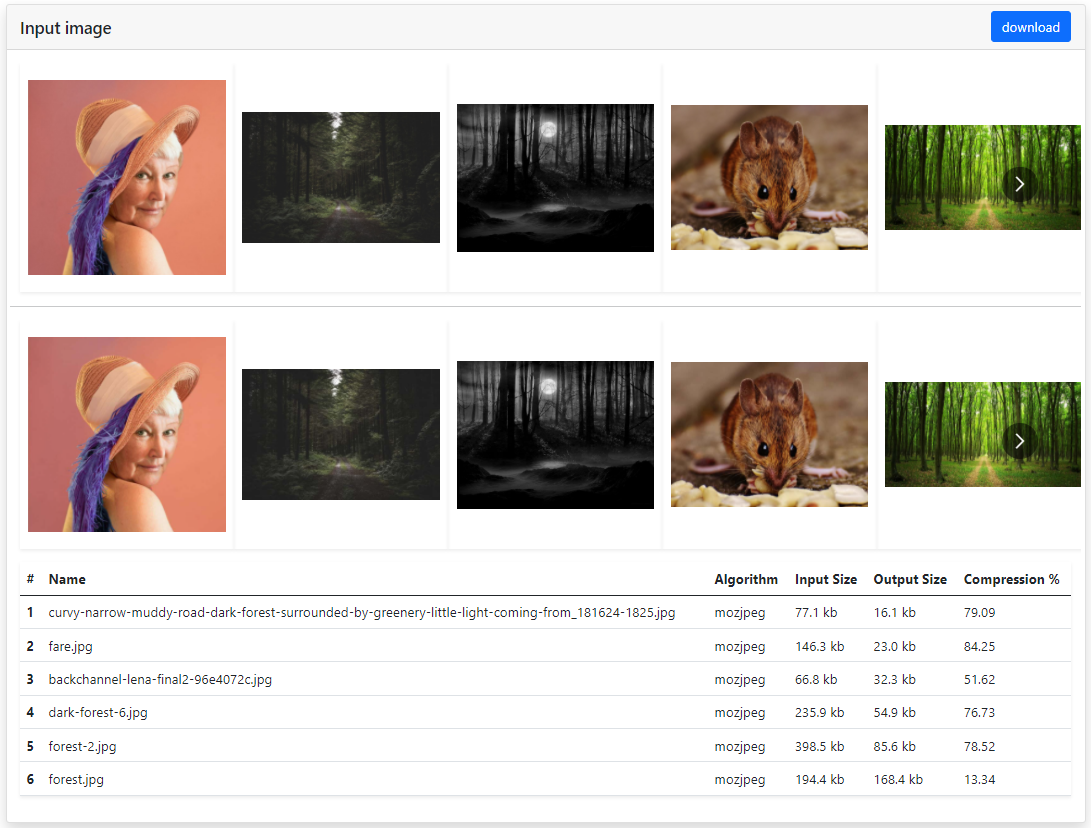 Input image download
# Name Algorithm Input Size Output Size Compression %
1 curvy-narrow-muddy-road-dark-forest-surrounded-by-greenery-little-light-coming-from_181624-1825.jpg mozjpeg 77.1 kb 16.1 kb 79.09
2 fare.jpg mozjpeg 146.3 kb 23.0 kb 84.25
3 backchannel-lena-final2-96e4072c.jpg mozjpeg 66.8 kb 32.3 kb 51.62
4 dark-forest-6.jpg mozjpeg 235.9 kb 54.9 kb 76.73
5 forest-2.jpg mozjpeg 398.5 kb 85.6 kb 78.52
6 forest.jpg mozjpeg 194.4 kb 168.4 kb 13.34